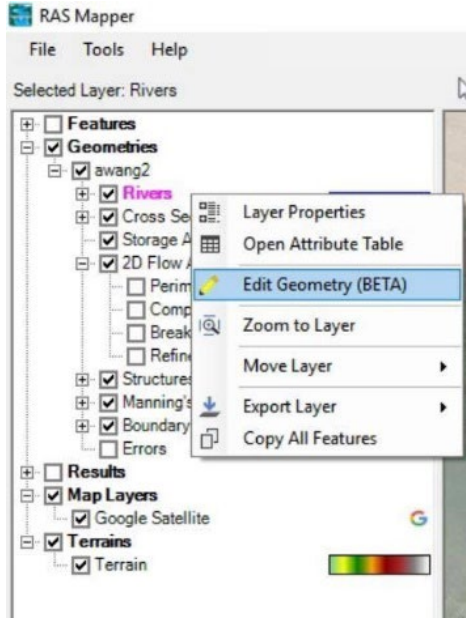 RAS Mapper
File Tools Help
Selected Layer: Rivers
Features
Geometries
awang2
Rivers
Cross Se
Storage A
2D Flow A
Perim
Comp
Break
Refine
Structures
Manning's
Boundary
Errors
Results
Map Layers
Google Satellite
G
Terrains
Terrain
Layer Properties
Open Attribute Table
Edit Geometry (BETA)
Zoom to Layer
Move Layer
Export Layer
Copy All Features